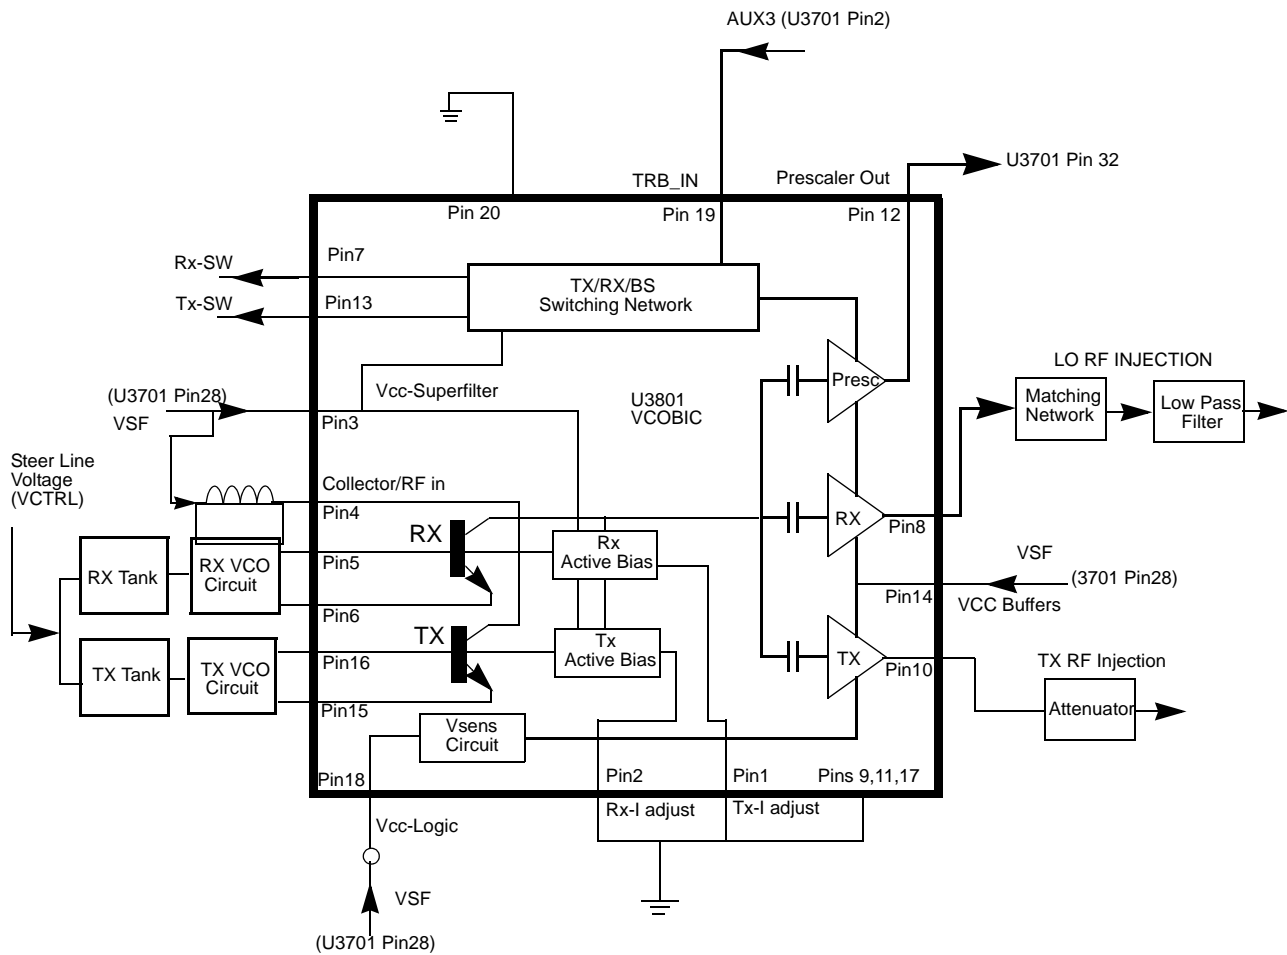 AUX3 (U3701 Pin2)
U3701 Pin 32
TRB_IN
Prescaler Out
Pin 20
Pin 19
Pin 12
Rx-SW
Pin7
Tx-SW
Pin13
TX/RX/BS
Switching Network
(U3701 Pin28)
VSF
Pin3
Vcc-Superfilter
U3801
VCOBIC
Presc
LO RF INJECTION
Matching
Network
Low Pass
Filter
Steer Line
Voltage
(VCTRL)
Collector/RF in
Pin4
RX
Rx
Active Bias
RX
Pin8
RX Tank
RX VCO
Circuit
Pin5
Pin6
VSF
(3701 Pin28)
Pin14
VCC Buffers
TX
Tx
Active Bias
TX
Pin10
TX Tank
TX VCO
Circuit
Pin16
Pin15
TX RF Injection
Attenuator
Vsens
Circuit
Pin18
Pin2
Pin1
Pins 9,11,17
Rx-I adjust
Tx-I adjust
Vcc-Logic
VSF
(U3701 Pin28)